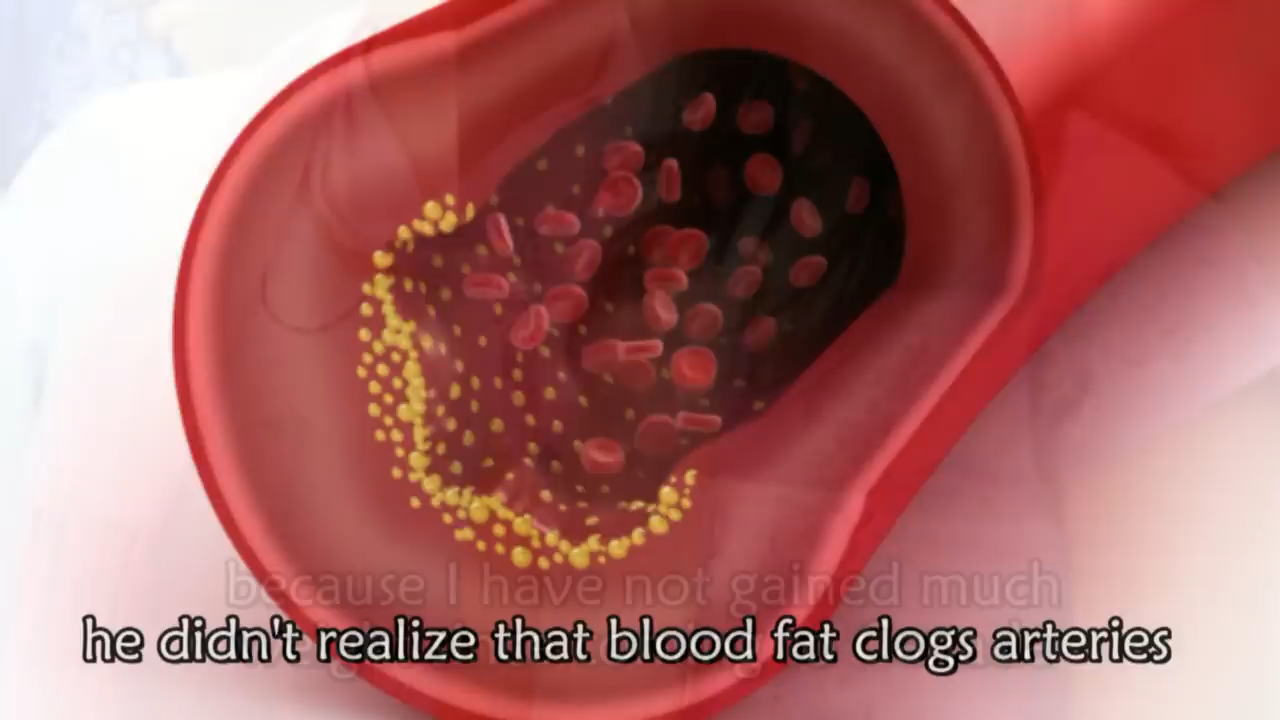 because I have not gained much
he didn't realize that blood fat clogs arteries